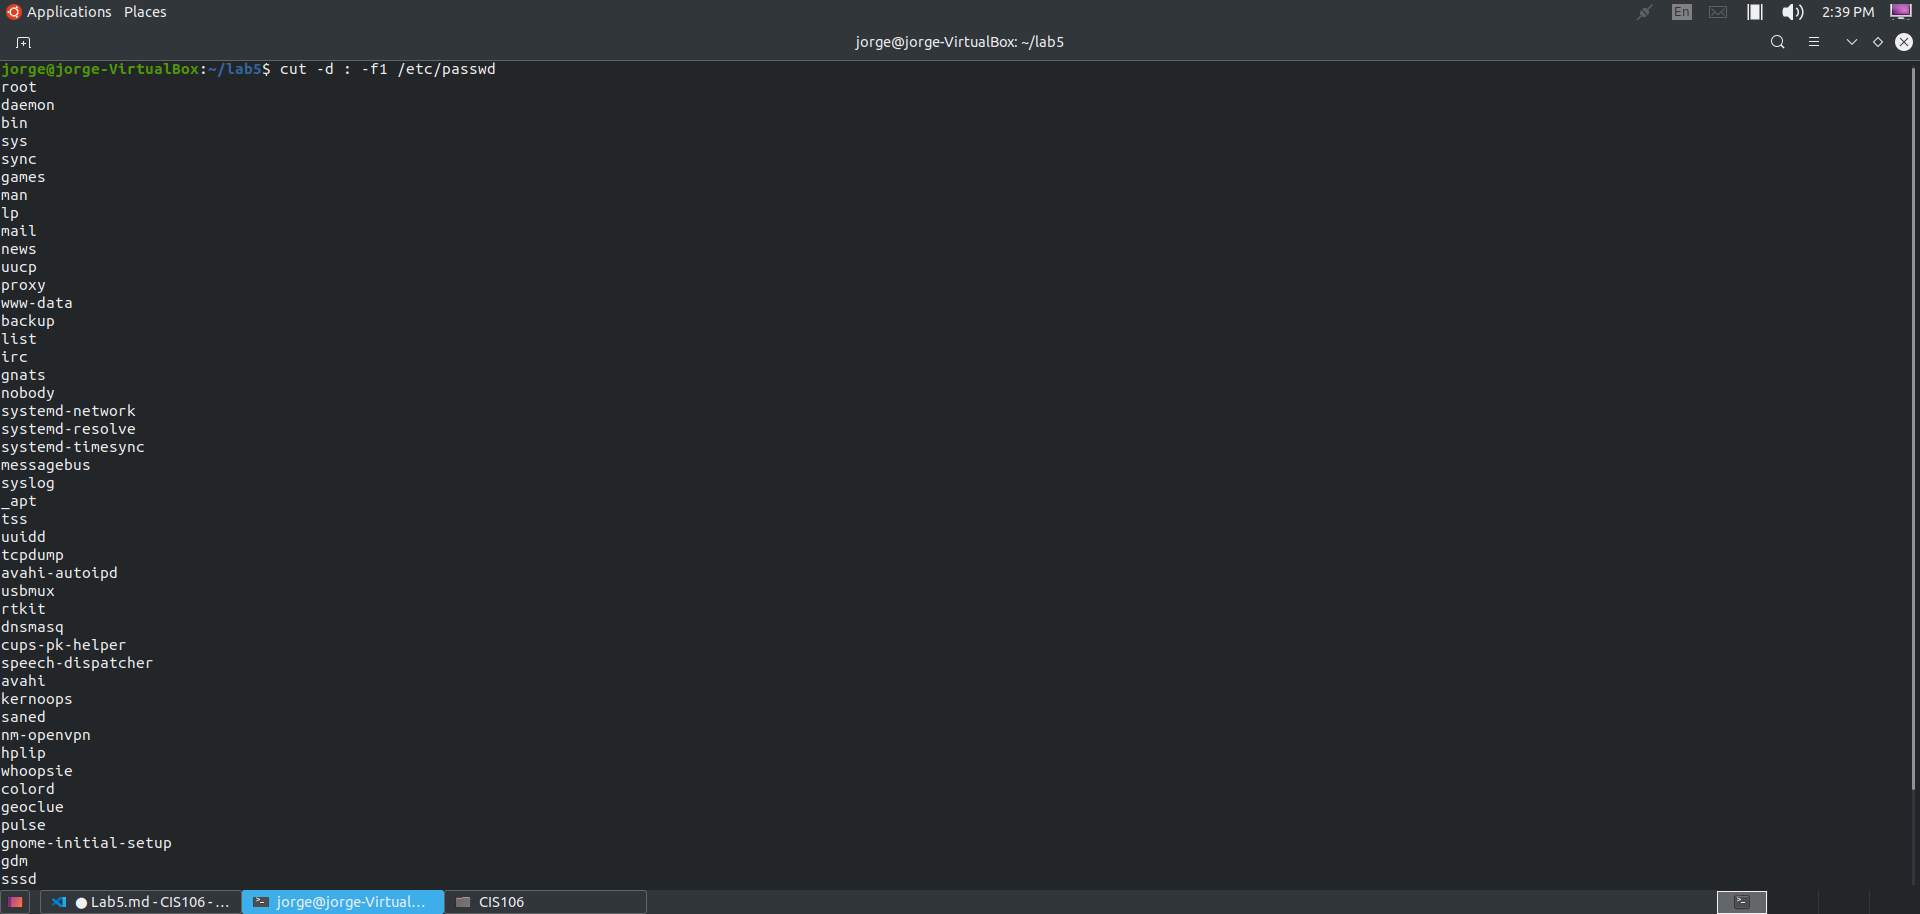 Applications Places En 2:39 PM
jorge@jorge-VirtualBox: ~/lab5
jorge@jorge-VirtualBox:~/lab5$ cut -d : -f1 /etc/passwd
root
daemon
bin
sys
sync
games
man
lp
mail
news
uucp
proxy
www-data
backup
list
irc
gnats
nobody
systemd-network
systemd-resolve
systemd-timesync
messagebus
syslog
_apt
tss
uuidd
tcpdump
avahi-autoipd
usbmux
rtkit
dnsmasq
cups-pk-helper
speech-dispatcher
avahi
kernoops
saned
nm-openvpn
hplip
whoopsie
colord
geoclue
pulse
gnome-initial-setup
gdm
sssd
● Lab5.md - CIS106 - ... jorge@jorge-Virtual... CIS106